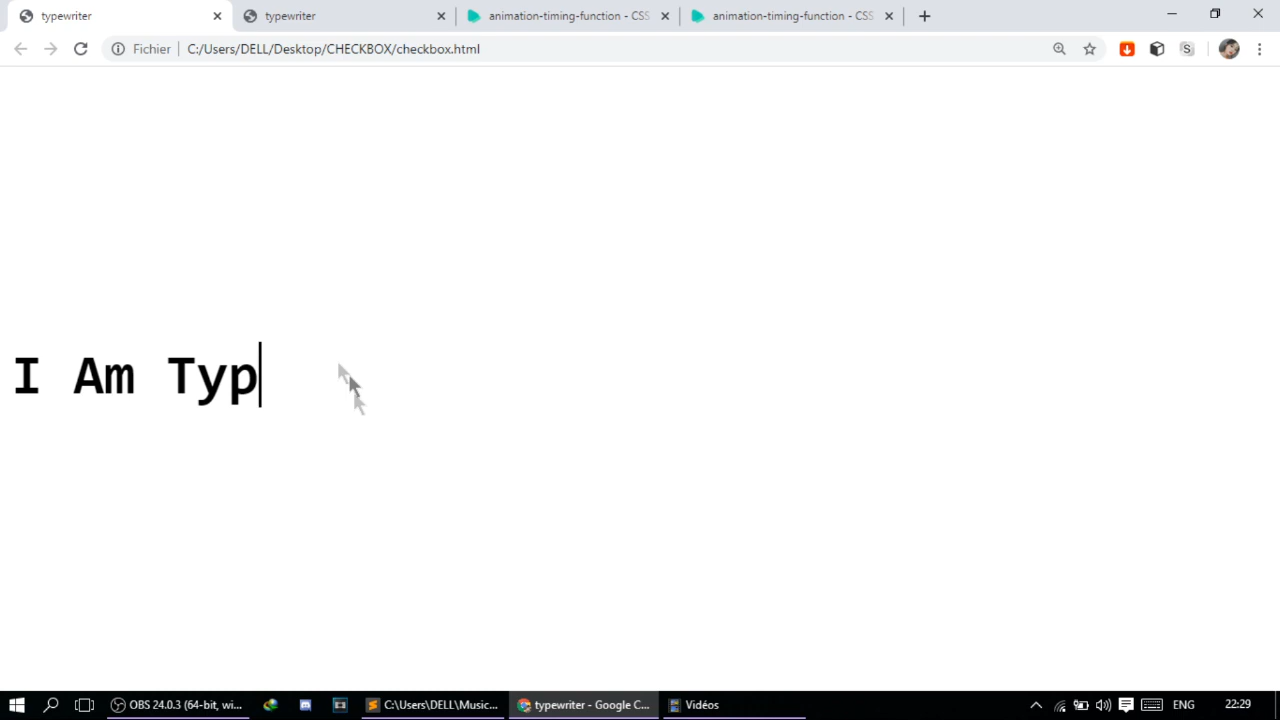 typewriter
typewriter
animation-timing-function - CSS
animation-timing-function - CSS
Fichier
C:/Users/DELL/Desktop/CHECKBOX/checkbox.html
S
I Am Typ
OBS 24.0.3 (64-bit, wi...
C:\Users\DELL\Music...
typewriter - Google C...
Vidéos
ENG
22:29